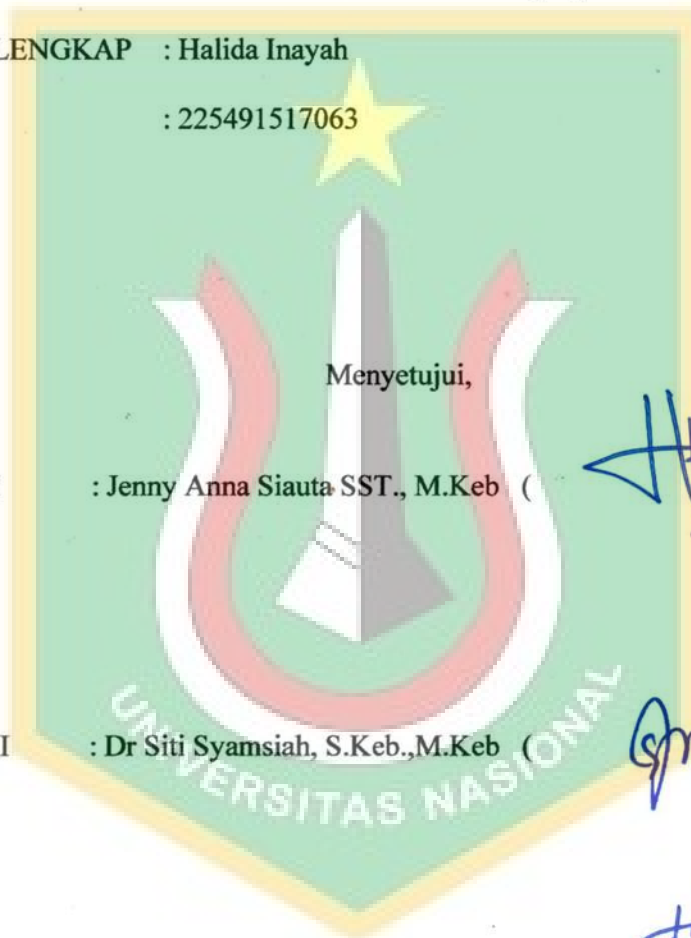 LENGKAP : Halida Inayah
: 225491517063
Menyetujui,
: Jenny Anna Siauta SST., M.Keb (
I : Dr Siti Syamsiah, S.Keb.,M.Keb (
UNIVERSITAS NASIONAL